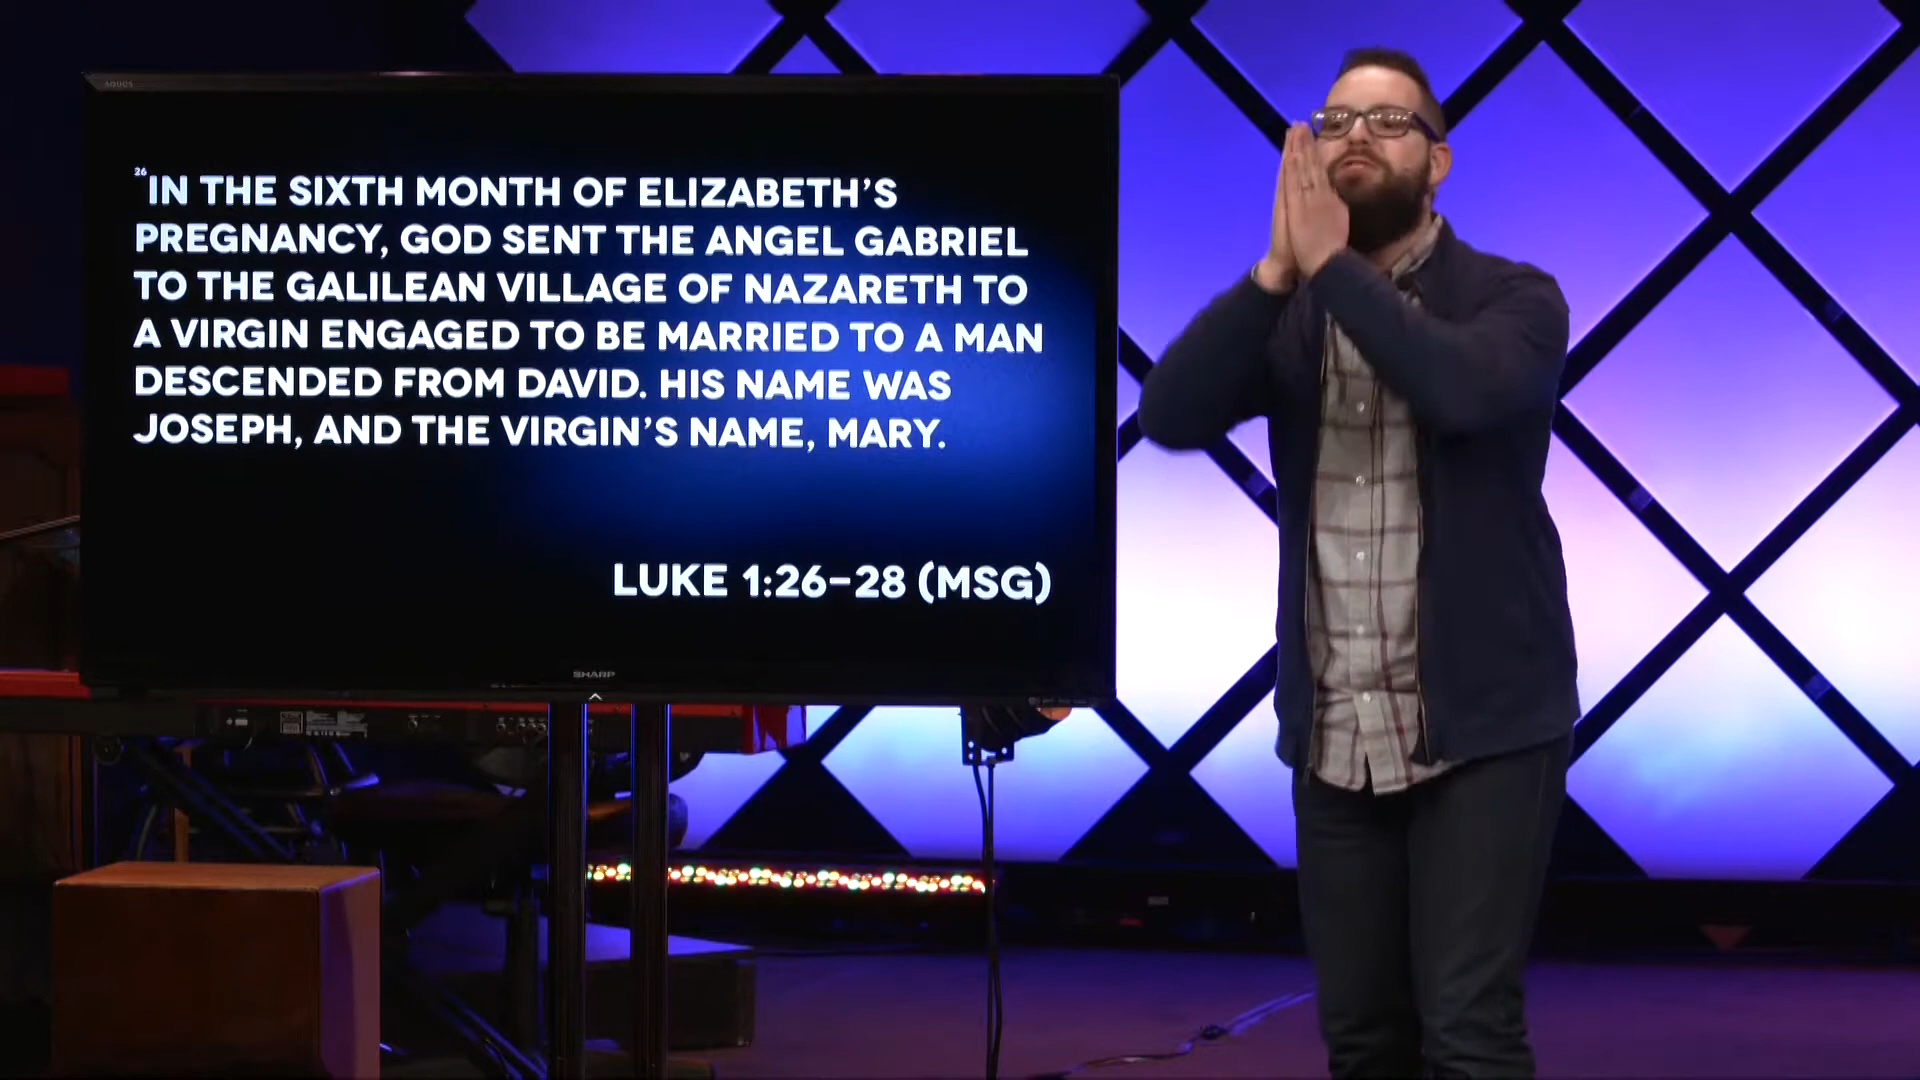 AQUOS
26IN THE SIXTH MONTH OF ELIZABETH'S
PREGNANCY, GOD SENT THE ANGEL GABRIEL
TO THE GALILEAN VILLAGE OF NAZARETH TO
A VIRGIN ENGAGED TO BE MARRIED TO A MAN
DESCENDED FROM DAVID. HIS NAME WAS
JOSEPH, AND THE VIRGIN'S NAME, MARY.
LUKE 1:26-28 (MSG)
SHARP